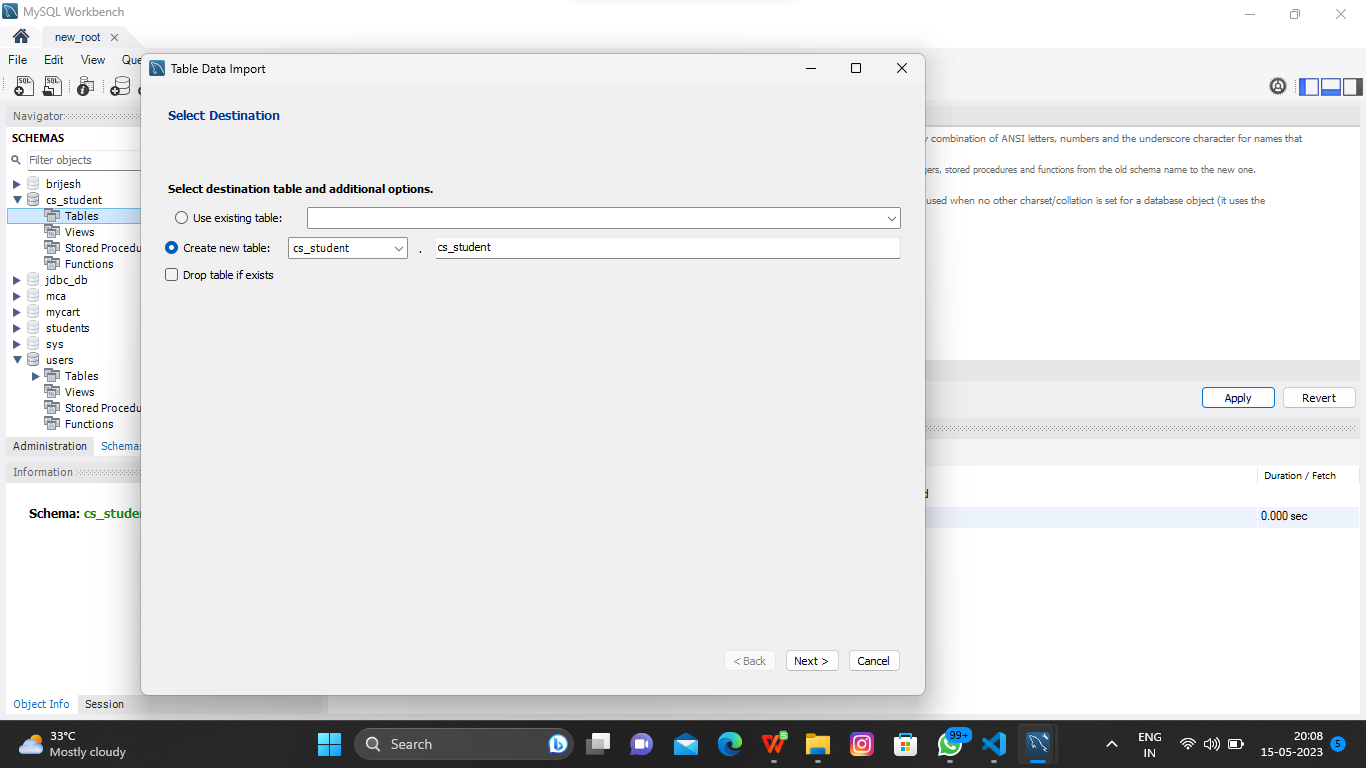 MySQL Workbench
new_root
File Edit View
Table Data Import
Navigator
SCHEMAS
Filter objects
brijesh
cs_student
Tables
Views
Stored
Functions
jdbc_db
mca
mycart
students
sys
users
Tables
Views
Stored
Functions
Administration
Information
Schema:
Object Info Session
Select Destination
Select destination table and additional options.
Use existing table:
Create new table: cs_student . cs_student
Drop table if exists
< Back Next > Cancel
combination of ANSI letters, numbers and the underscore character for names that
stored procedures and functions from the old schema name to the new one.
used when no other charset/collation is set for a database object (it uses the
Apply Revert
Duration / Fetch
0.000 sec
33°C
Mostly cloudy
Search
99+
ENG
IN
20:08
15-05-2023
5